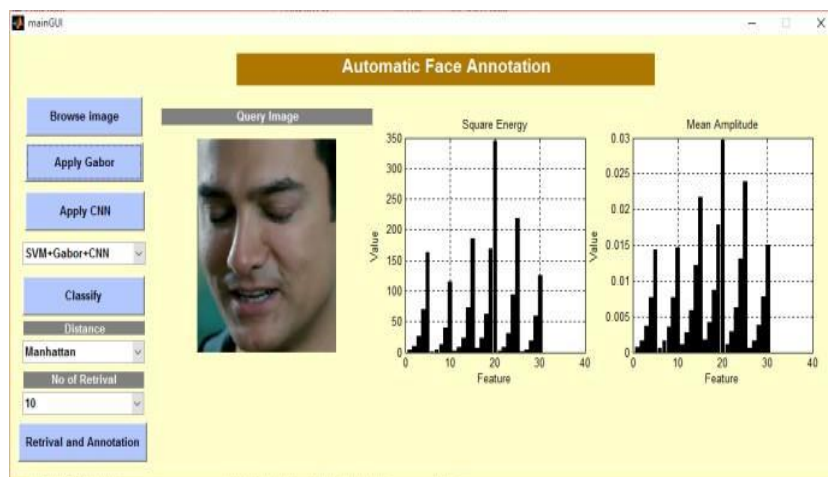 mainGUI
Automatic Face Annotation
Browse Image
Apply Gabor
Apply CNN
SVM+Gabor+CNN
Classify
Distance
Manhattan
No of Retrival
10
Retrival and Annotation
Query Image
Square Energy
350
300
250
200
150
100
50
0
Value
0 10 20 30 40
Feature
Mean Amplitude
0.03
0.025
0.02
0.015
0.01
0.005
0
Value
0 10 20 30 40
Feature